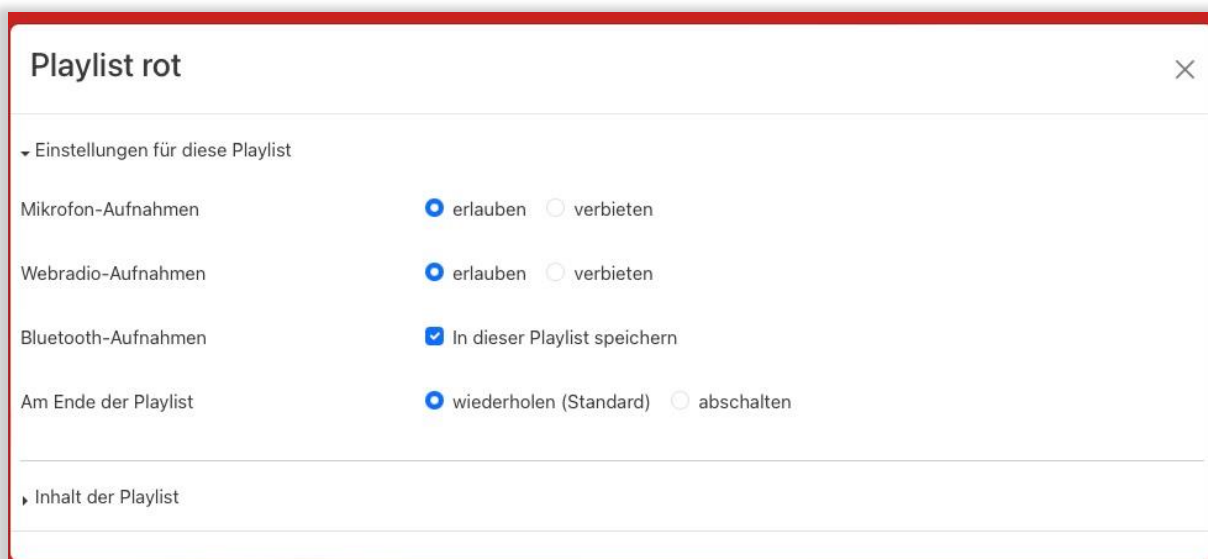 Playlist rot
Einstellungen für diese Playlist
Mikrofon-Aufnahmen erlauben verbieten
Webradio-Aufnahmen erlauben verbieten
Bluetooth-Aufnahmen In dieser Playlist speichern
Am Ende der Playlist wiederholen (Standard) abschalten
Inhalt der Playlist